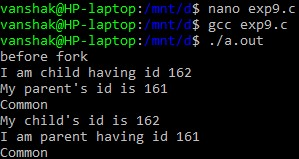 vanshak@HP-laptop:/mnt/d$ nano exp9.c
vanshak@HP-laptop:/mnt/d$ gcc exp9.c
vanshak@HP-laptop:/mnt/d$ ./a.out
before fork
I am child having id 162
My parent's id is 161
Common
My child's id is 162
I am parent having id 161
Common